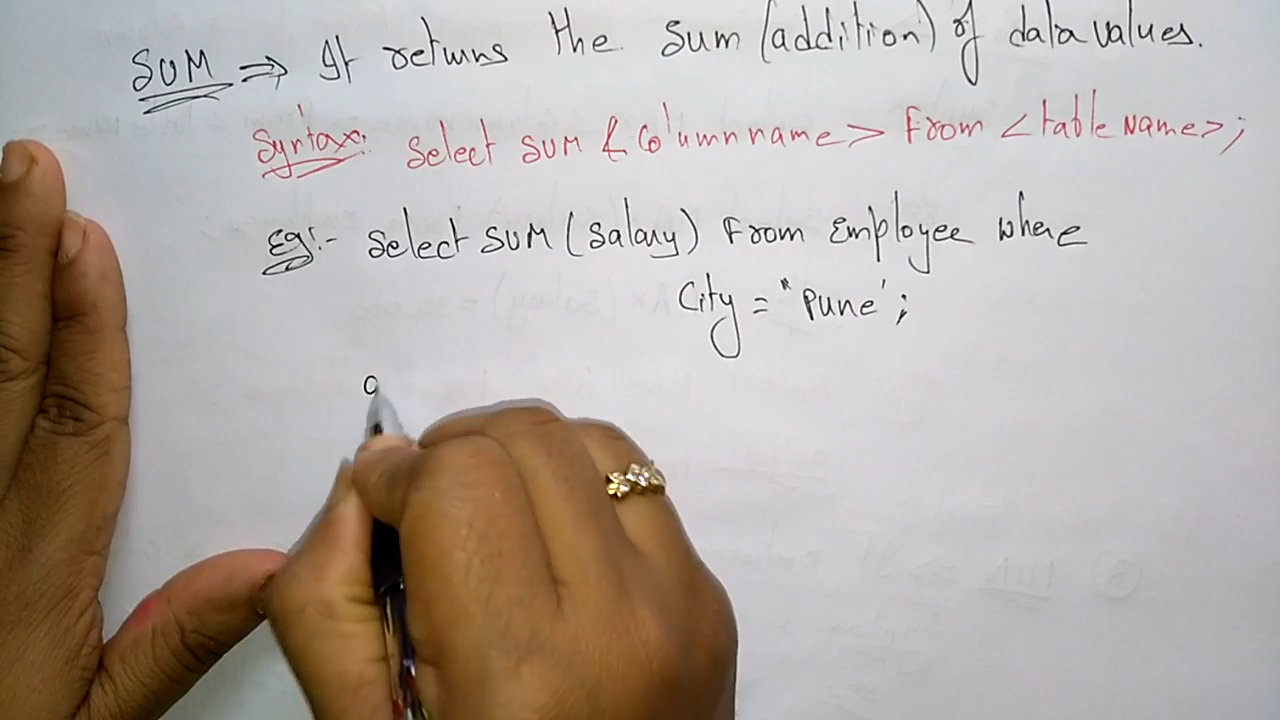 SUM ⇒ It returns the sum (addition) of data values.
Syntax: Select SUM <Columnname> From <table Name>;
Eg:- Select SUM (Salary) From Employee where
City = "Pune';